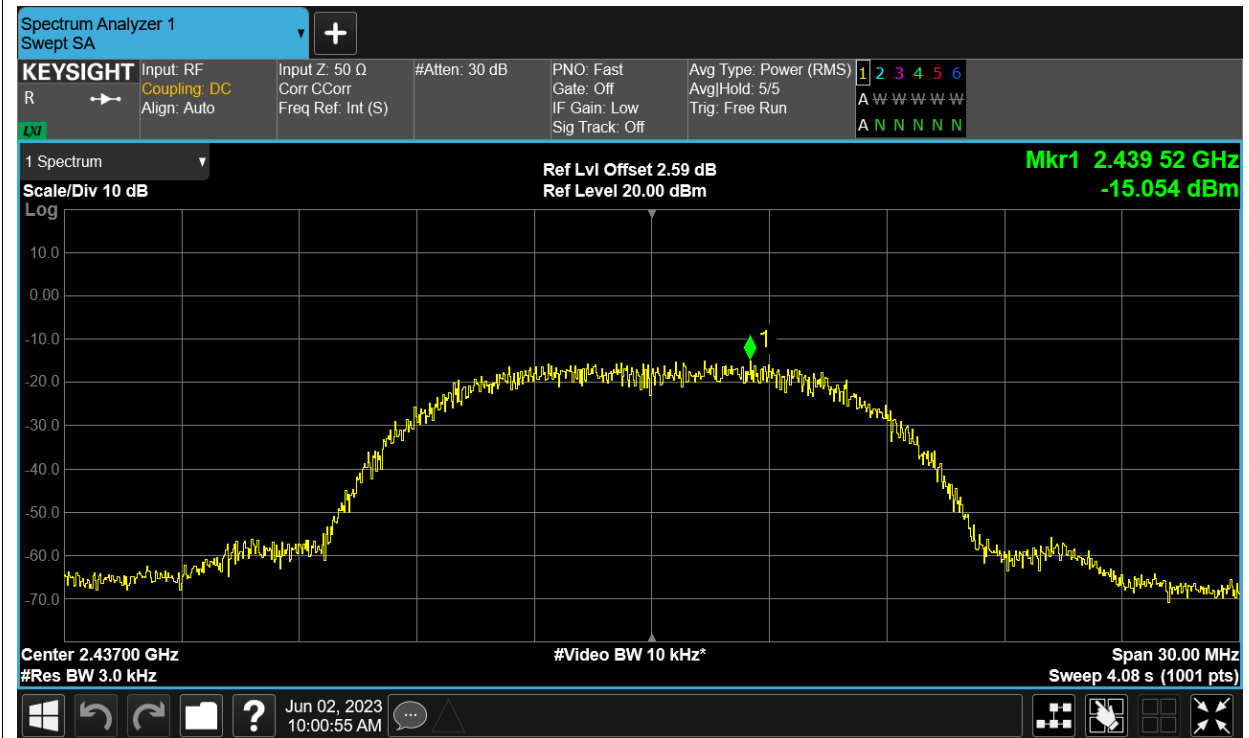 Spectrum Analyzer 1
Swept SA
+
KEYSIGHT
R
LXI
Input: RF
Coupling: DC
Align: Auto
Input Z: 50 Ω
Corr CCorr
Freq Ref: Int (S)
#Atten: 30 dB
PNO: Fast
Gate: Off
IF Gain: Low
Sig Track: Off
Avg Type: Power (RMS)
Avg|Hold: 5/5
Trig: Free Run
1 2 3 4 5 6
A W W W W W
A N N N N N
1 Spectrum
Scale/Div 10 dB
Log
Ref Lvl Offset 2.59 dB
Ref Level 20.00 dBm
Mkr1 2.439 52 GHz
-15.054 dBm
10.0
0.00
-10.0
-20.0
-30.0
-40.0
-50.0
-60.0
-70.0
1
Center 2.43700 GHz
#Res BW 3.0 kHz
#Video BW 10 kHz*
Span 30.00 MHz
Sweep 4.08 s (1001 pts)
?
Jun 02, 2023
10:00:55 AM